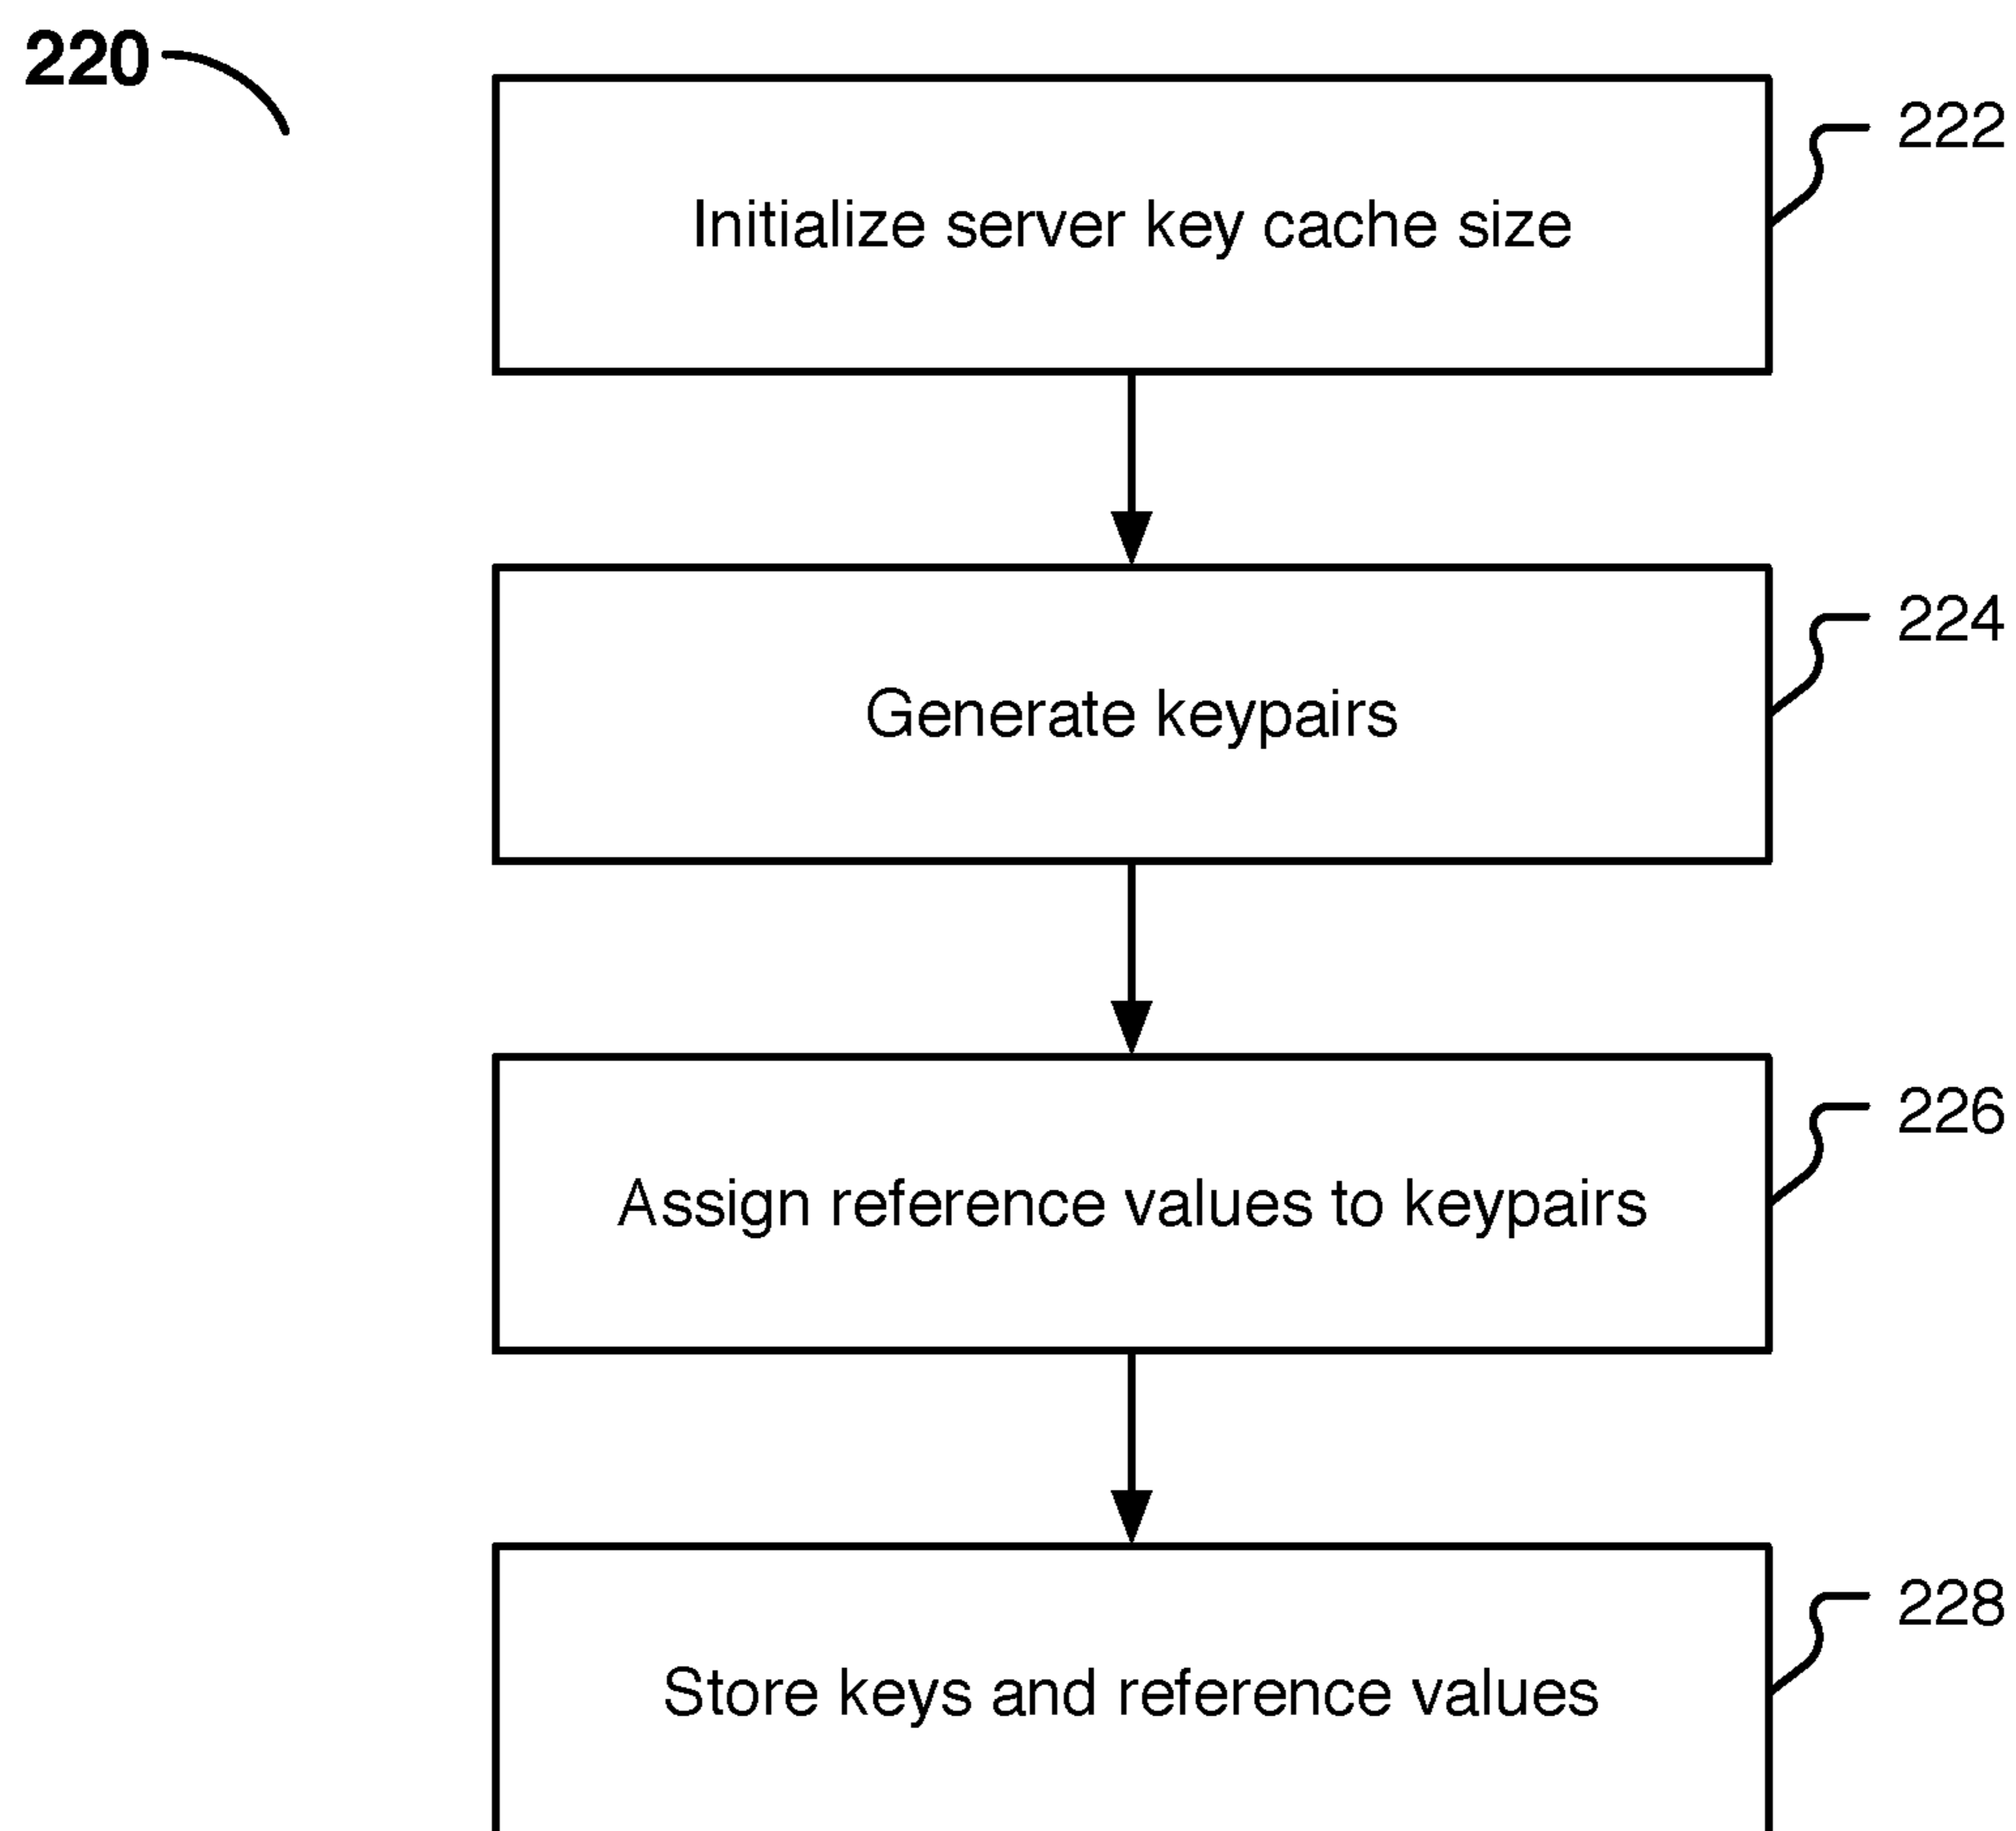 220
222
Initialize server key cache size
224
Generate keypairs
226
Assign reference values to keypairs
228
Store keys and reference values